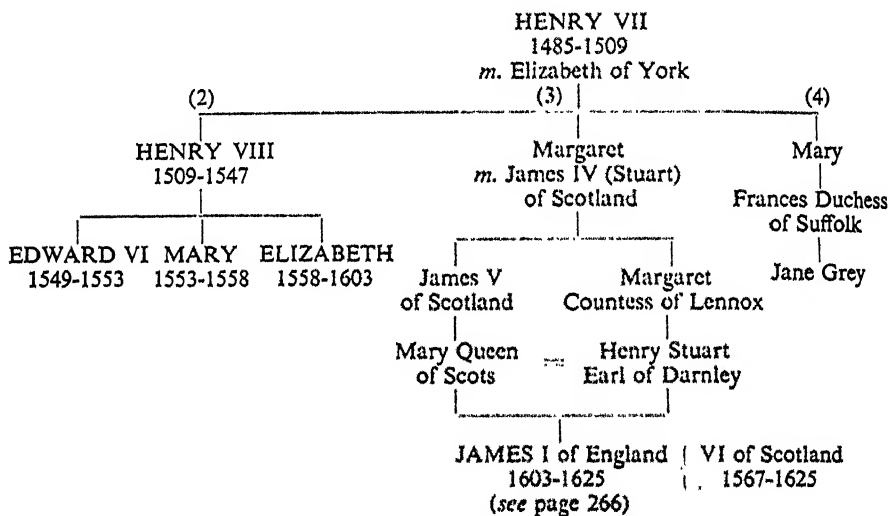 HENRY VII
1485-1509
m. Elizabeth of York
(2)
(3)
(4)
HENRY VIII
1509-1547
Margaret
m. James IV (Stuart)
of Scotland
Mary
Frances Duchess
of Suffolk
Jane Grey
EDWARD VI
1549-1553
MARY
1553-1558
ELIZABETH
1558-1603
James V
of Scotland
Margaret
Countess of Lennox
Mary Queen
of Scots
=
Henry Stuart
Earl of Darnley
JAMES I of England
1603-1625
(see page 266)
VI of Scotland
1567-1625